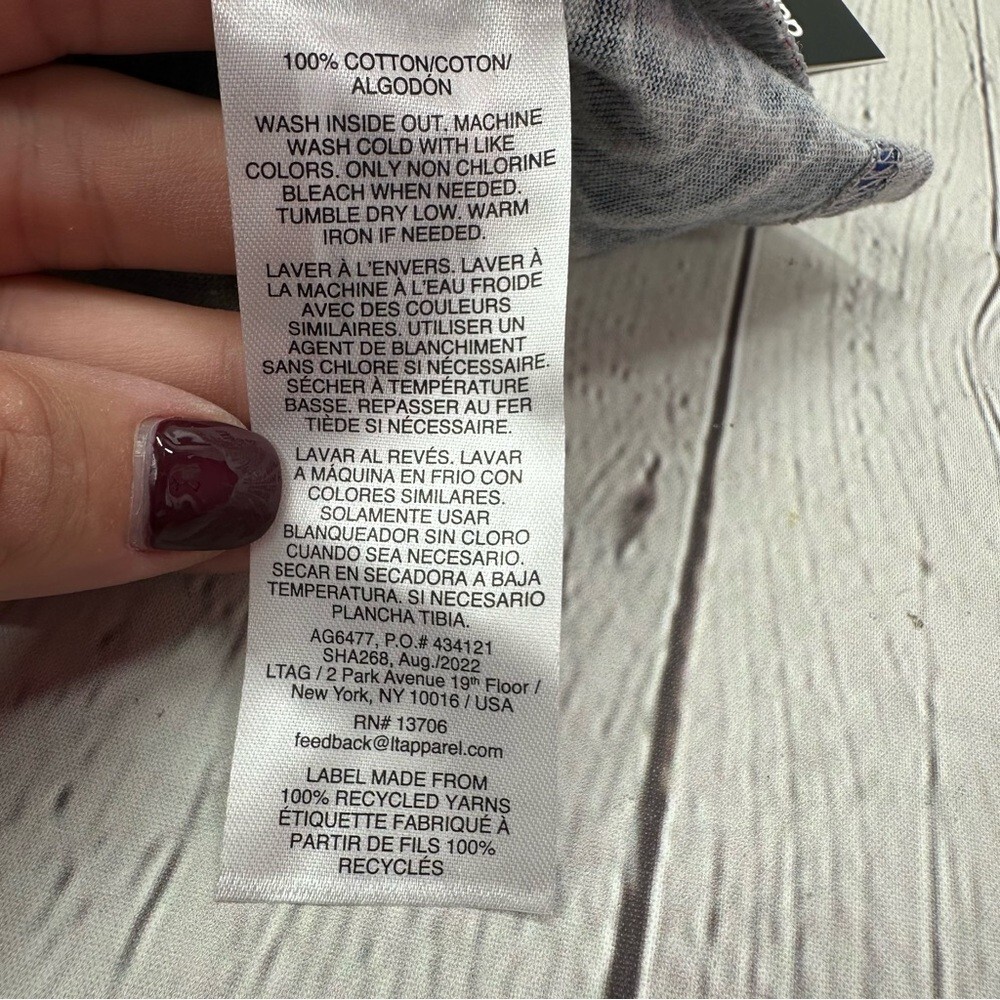 100% COTTON/COTON/
ALGODÓN
WASH INSIDE OUT. MACHINE
WASH COLD WITH LIKE
COLORS. ONLY NON CHLORINE
BLEACH WHEN NEEDED.
TUMBLE DRY LOW. WARM
IRON IF NEEDED.
LAVER À L'ENVERS. LAVER À
LA MACHINE À L'EAU FROIDE
AVEC DES COULEURS
SIMILAIRES. UTILISER UN
AGENT DE BLANCHIMENT
SANS CHLORE SI NÉCESSAIRE.
SÉCHER À TEMPÉRATURE
BASSE. REPASSER AU FER
TIÈDE SI NÉCESSAIRE.
LAVAR AL REVÉS. LAVAR
A MÁQUINA EN FRIO CON
COLORES SIMILARES.
SOLAMENTE USAR
BLANQUEADOR SIN CLORO
CUANDO SEA NECESARIO.
SECAR EN SECADORA A BAJA
TEMPERATURA. SI NECESARIO
PLANCHA TIBIA.
AG6477, P.O.# 434121
SHA268, Aug./2022
LTAG / 2 Park Avenue 19th Floor /
New York, NY 10016 / USA
RN# 13706
feedback@ltapparel.com
LABEL MADE FROM
100% RECYCLED YARNS
ÉTIQUETTE FABRIQUÉ À
PARTIR DE FILS 100%
RECYCLÉS